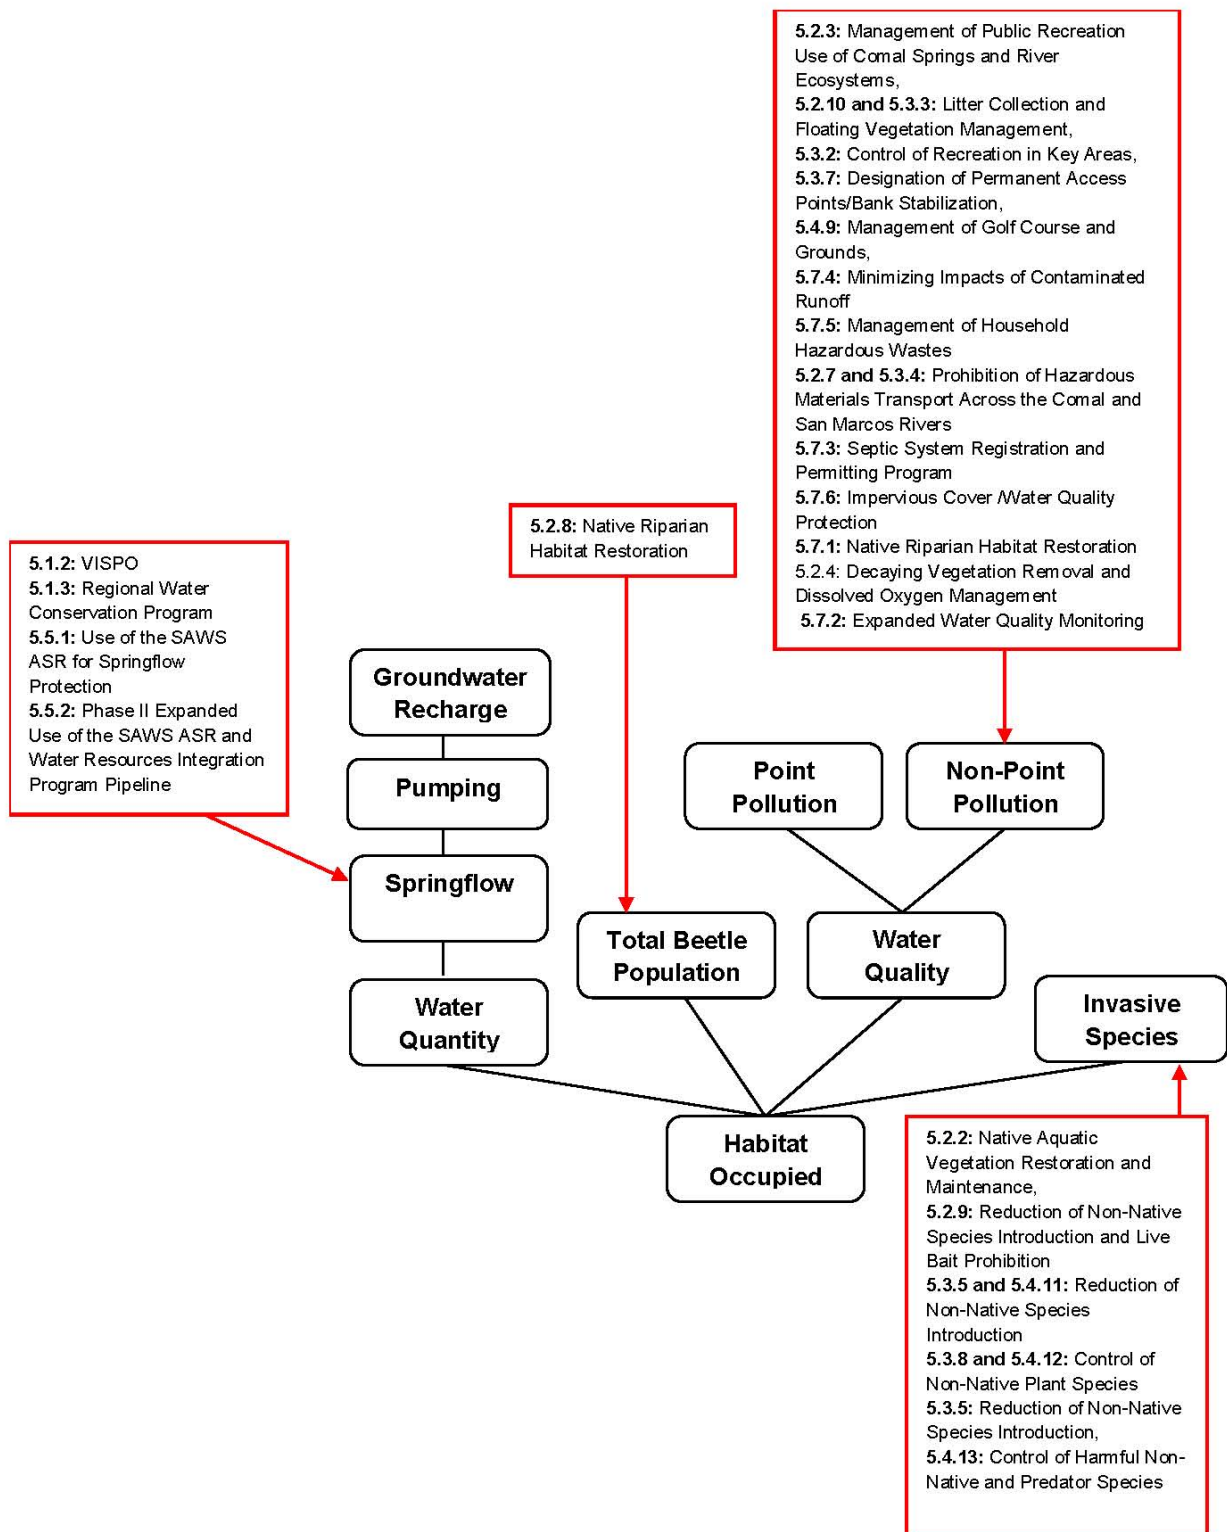 5.2.3: Management of Public Recreation
Use of Comal Springs and River
Ecosystems,
5.2.10 and 5.3.3: Litter Collection and
Floating Vegetation Management,
5.3.2: Control of Recreation in Key Areas,
5.3.7: Designation of Permanent Access
Points/Bank Stabilization,
5.4.9: Management of Golf Course and
Grounds,
5.7.4: Minimizing Impacts of Contaminated
Runoff
5.7.5: Management of Household
Hazardous Wastes
5.2.7 and 5.3.4: Prohibition of Hazardous
Materials Transport Across the Comal and
San Marcos Rivers
5.7.3: Septic System Registration and
Permitting Program
5.7.6: Impervious Cover /Water Quality
Protection
5.7.1: Native Riparian Habitat Restoration
5.2.4: Decaying Vegetation Removal and
Dissolved Oxygen Management
5.7.2: Expanded Water Quality Monitoring
5.2.8: Native Riparian
Habitat Restoration
5.1.2: VISPO
5.1.3: Regional Water
Conservation Program
5.5.1: Use of the SAWS
ASR for Springflow
Protection
5.5.2: Phase II Expanded
Use of the SAWS ASR and
Water Resources Integration
Program Pipeline
Groundwater
Recharge
Pumping
Springflow
Water
Quantity
Point
Pollution
Non-Point
Pollution
Total Beetle
Population
Water
Quality
Invasive
Species
Habitat
Occupied
5.2.2: Native Aquatic
Vegetation Restoration and
Maintenance,
5.2.9: Reduction of Non-Native
Species Introduction and Live
Bait Prohibition
5.3.5 and 5.4.11: Reduction of
Non-Native Species
Introduction
5.3.8 and 5.4.12: Control of
Non-Native Plant Species
5.3.5: Reduction of Non-Native
Species Introduction,
5.4.13: Control of Harmful Non-
Native and Predator Species